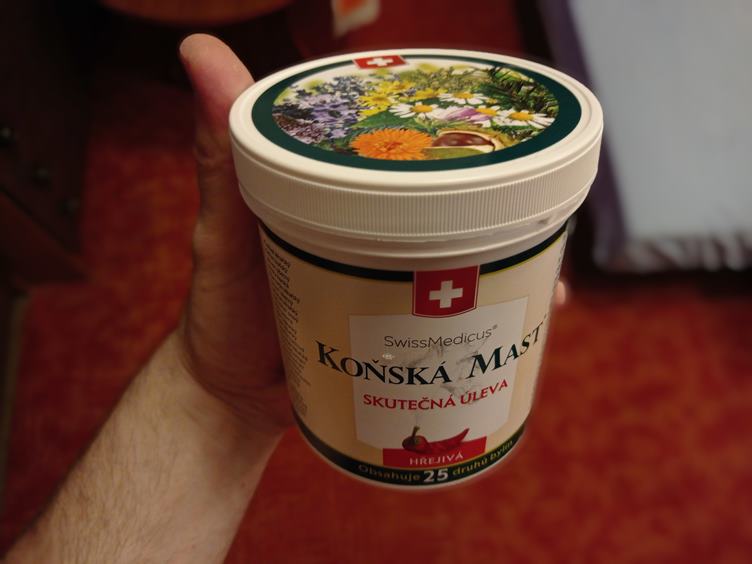 SwissMedicus®
KOŇSKÁ MAST
SKUTEČNÁ ÚLEVA
HŘEJIVÁ
Obsahuje 25 druhů bylin